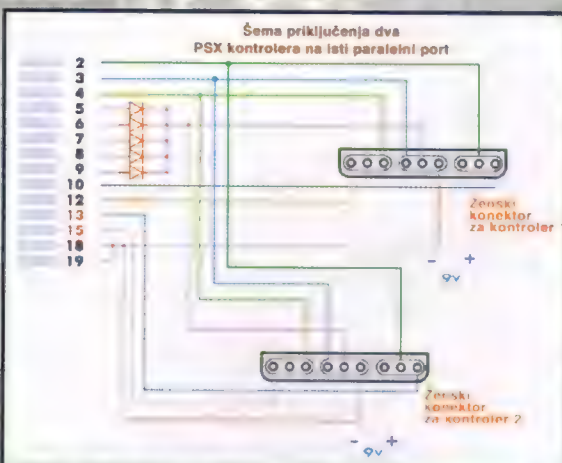 Šema priključenja dva
PSX kontrolera na isti paralelni port
2
3
4
5
6
7
8
9
10
12
13
15
18
19
Ženski
konektor
za kontroler
- +
9v
Ženski
konektor
za kontroler 2
- +
9v